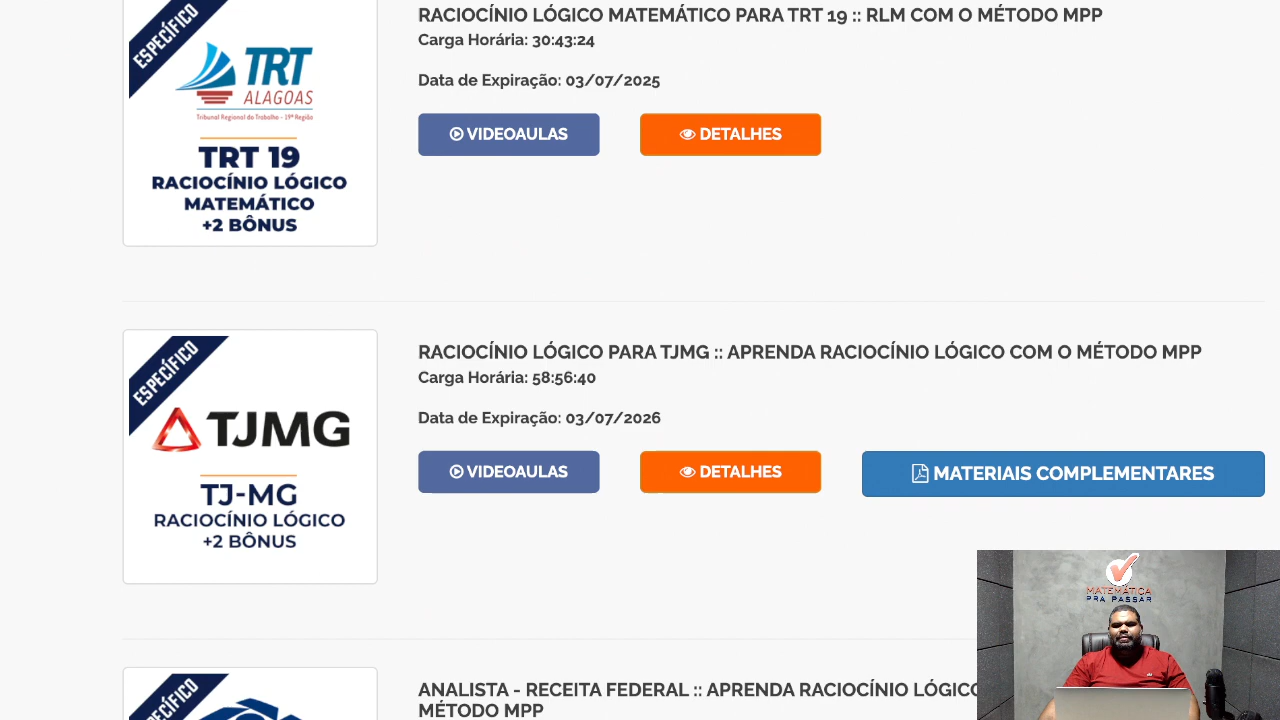 ESPECÍFICO
TRT
ALAGOAS
Tribunal Regional do Trabalho - 19ª Região
TRT 19
RACIOCÍNIO LÓGICO
MATEMÁTICO
+2 BÔNUS
RACIOCÍNIO LÓGICO MATEMÁTICO PARA TRT 19 :: RLM COM O MÉTODO MPP
Carga Horária: 30:43:24
Data de Expiração: 03/07/2025
VIDEOAULAS
DETALHES
ESPECÍFICO
TJMG
TJ-MG
RACIOCÍNIO LÓGICO
+2 BÔNUS
RACIOCÍNIO LÓGICO PARA TJMG :: APRENDA RACIOCÍNIO LÓGICO COM O MÉTODO MPP
Carga Horária: 58:56:40
Data de Expiração: 03/07/2026
VIDEOAULAS
DETALHES
MATERIAIS COMPLEMENTARES
ESPECÍFICO
ANALISTA - RECEITA FEDERAL :: APRENDA RACIOCÍNIO LÓGICO
MÉTODO MPP
MATEMÁTICA
PRA PASSAR